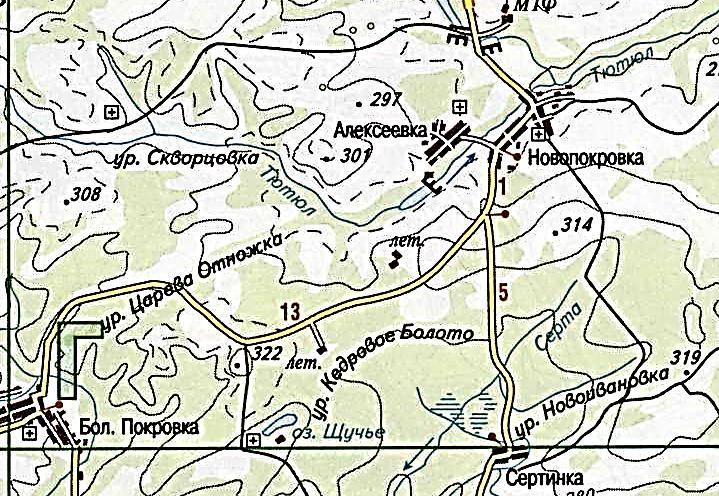 МТФ
Тютюл
297
Алексеевка
Новопокровка
ур. Скворцовка
301
308
Тютюл
1
314
лет.
ур. Царева Отножка
13
5
Серта
322
лет.
ур. Кедровое Болото
319
ур. Новоивановка
Бол. Покровка
оз. Щучье
Сертинка